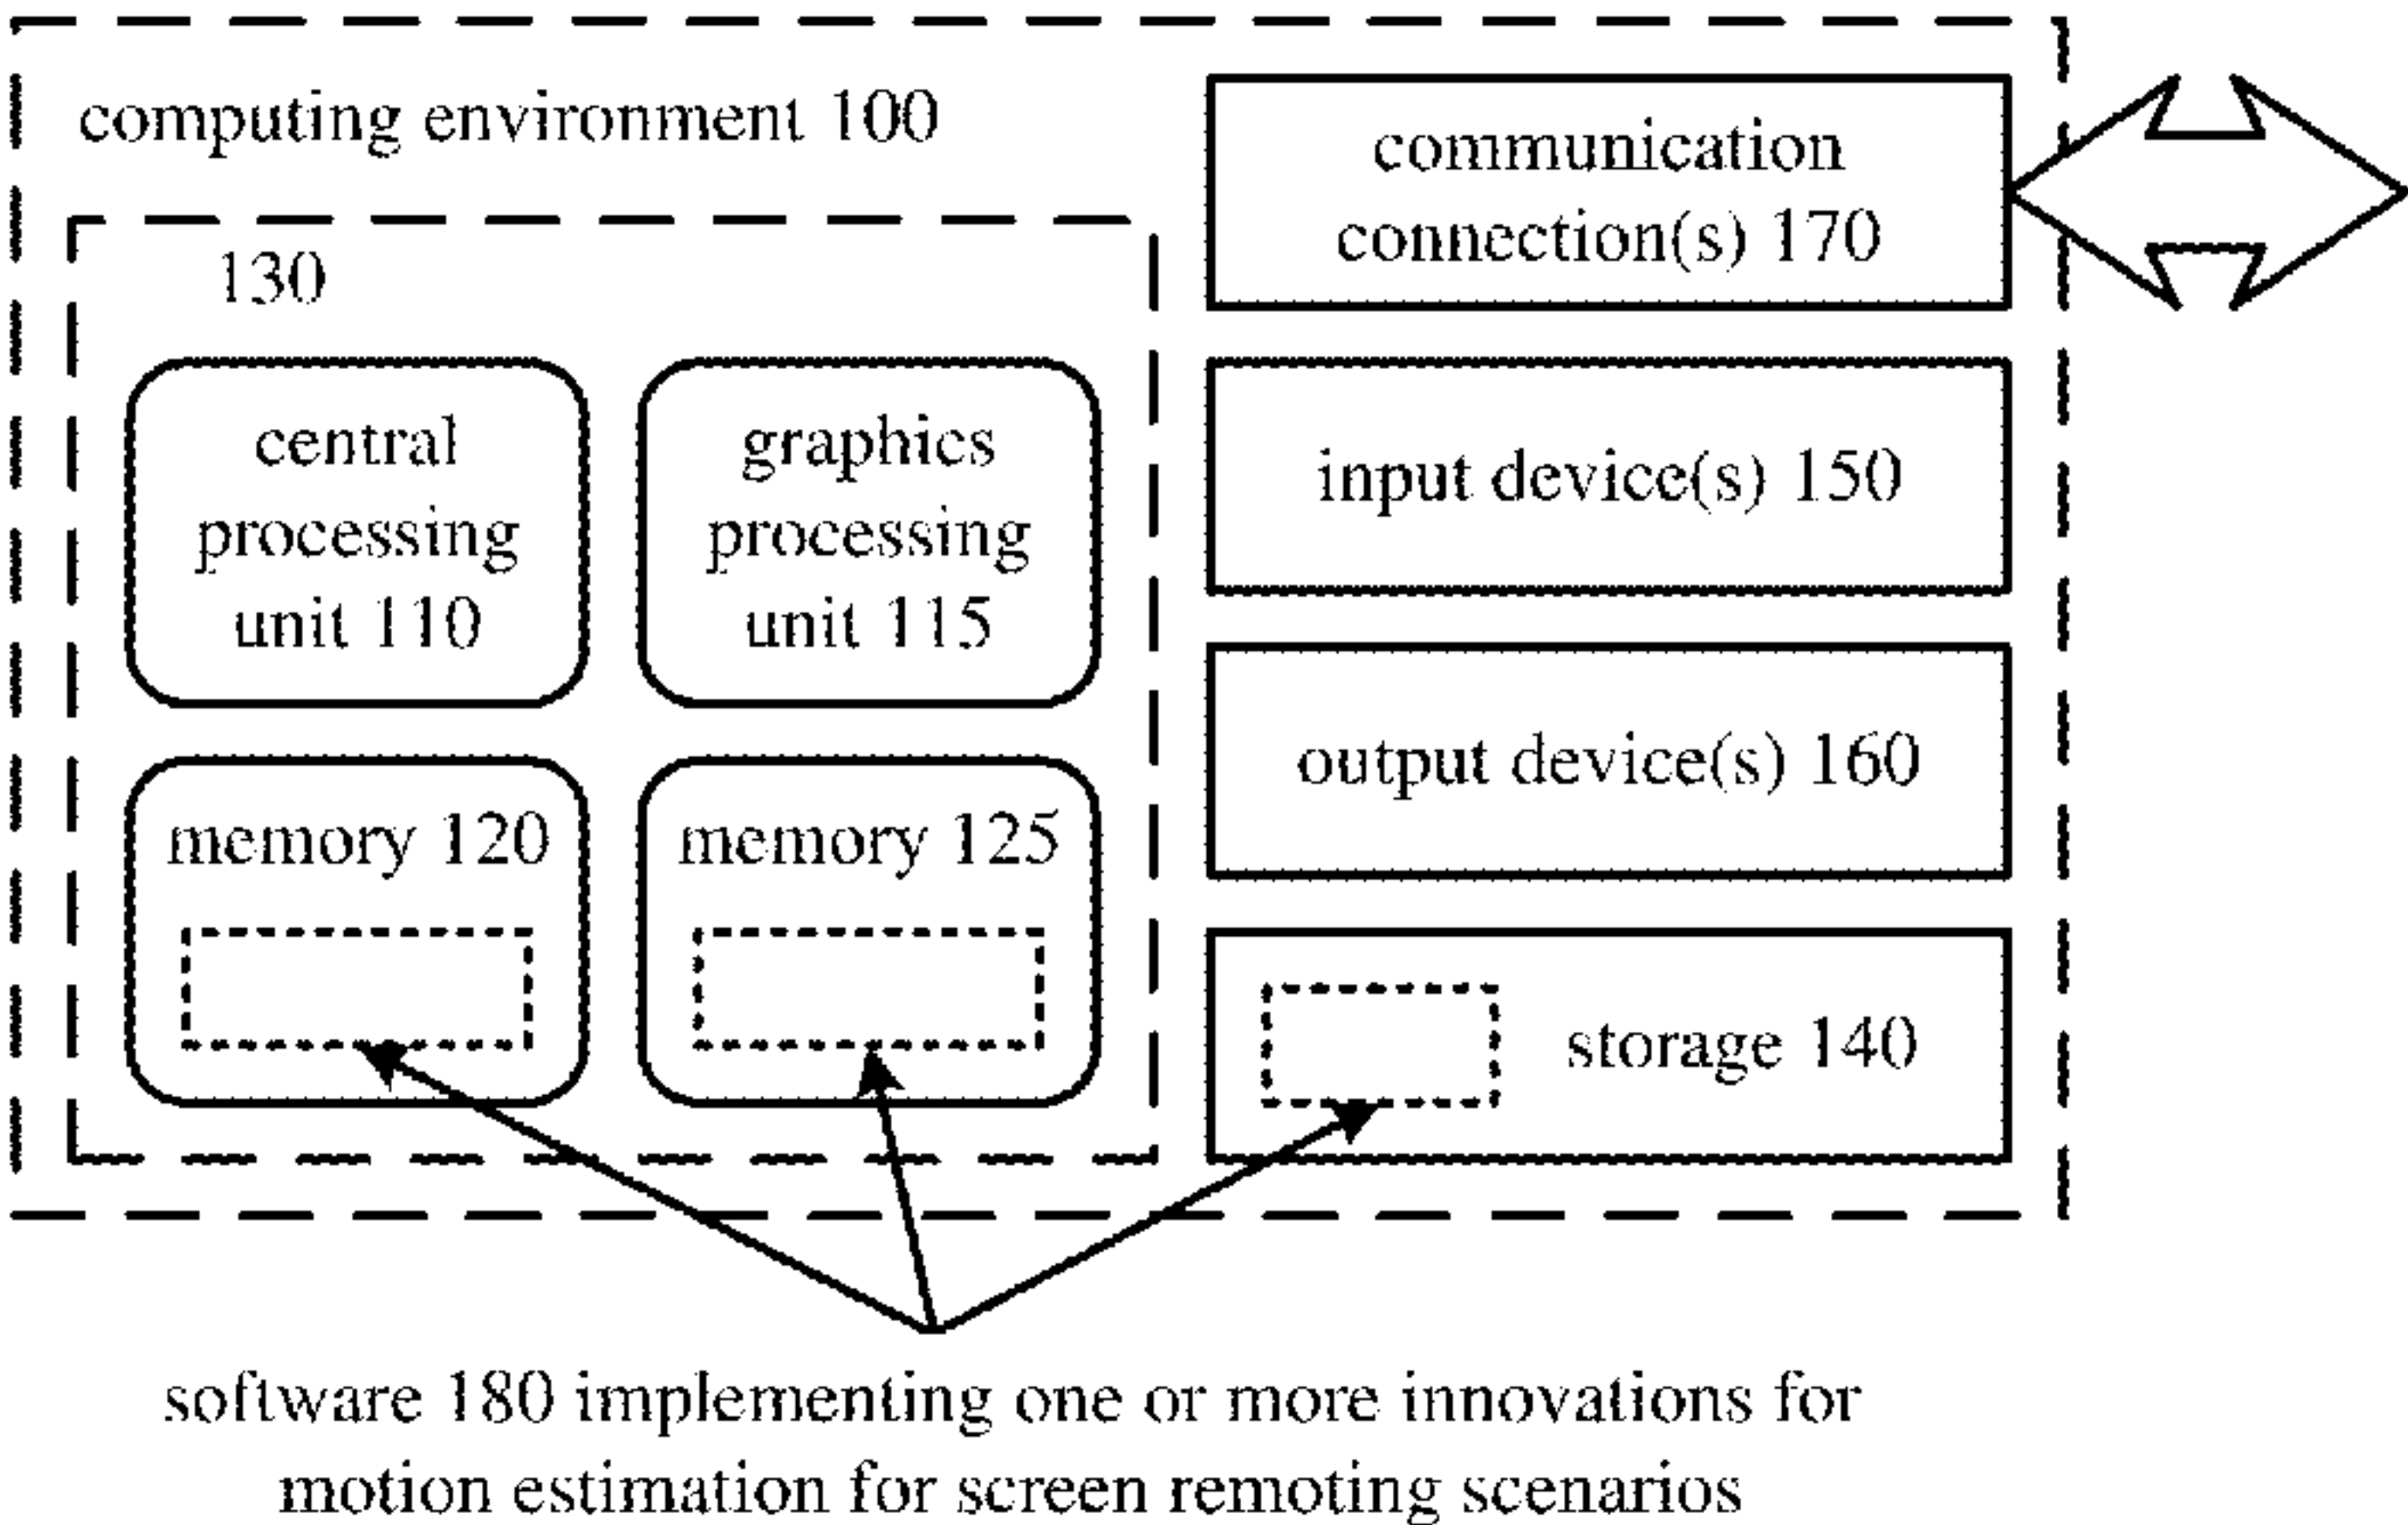 computing environment 100
communication
connection(s) 170
130
central
processing
unit 110
graphics
processing
unit 115
input device(s) 150
output device(s) 160
memory 120
memory 125
storage 140
software 180 implementing one or more innovations for
motion estimation for screen remoting scenarios